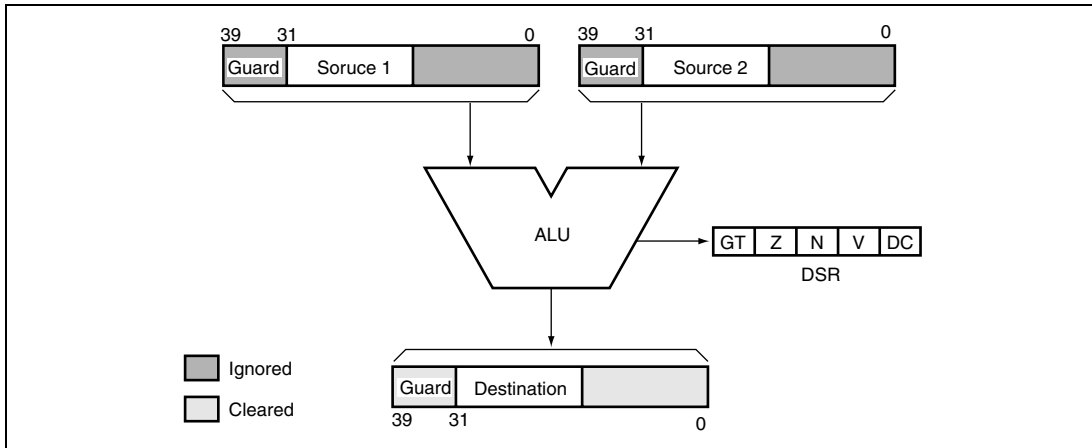 39 31 0 39 31 0
Guard Soruce 1 Guard Source 2
ALU
GT Z N V DC
DSR
Ignored
Cleared
Guard Destination
39 31 0